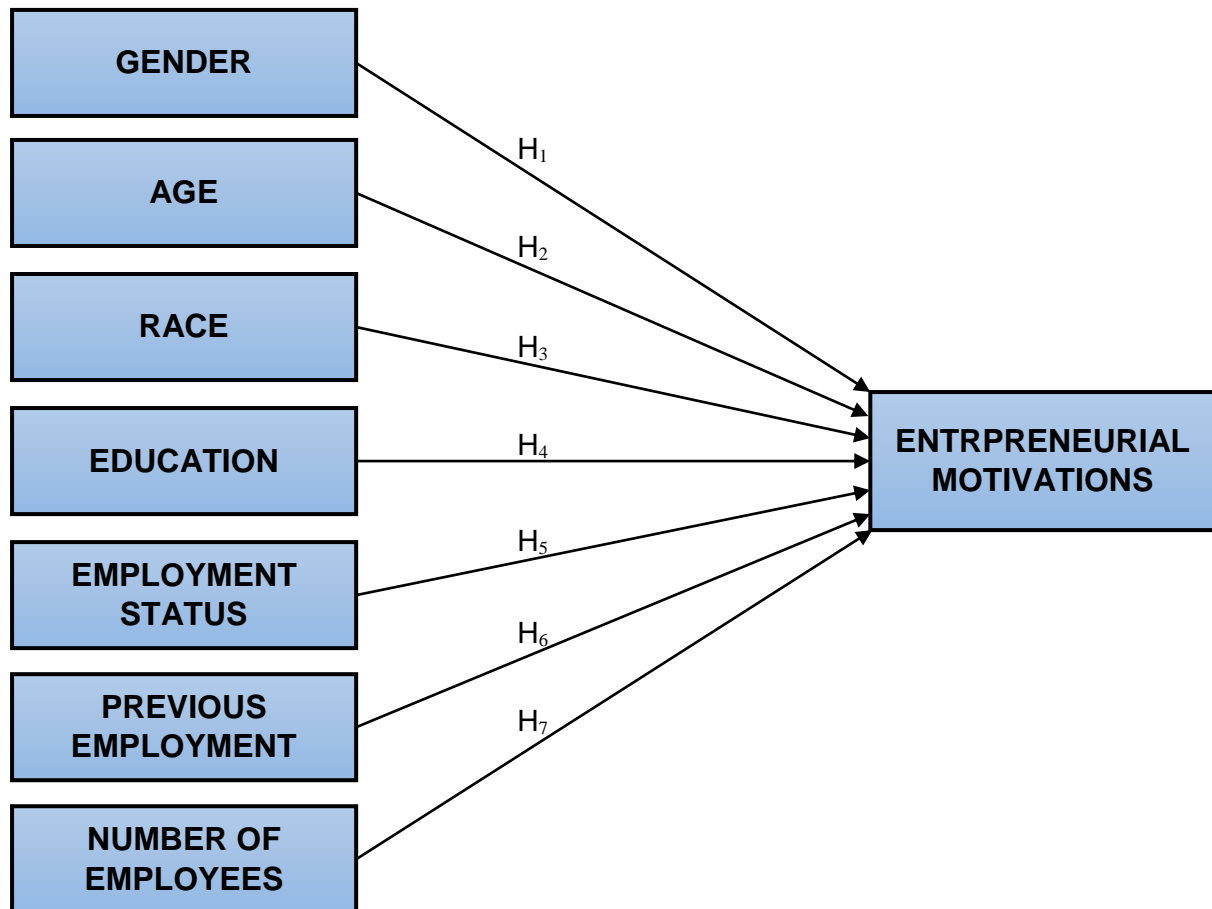 GENDER
H₁
AGE
H₂
RACE
H₃
EDUCATION
H₄
ENTRPRENEURIAL
MOTIVATIONS
EMPLOYMENT
STATUS
H₅
PREVIOUS
EMPLOYMENT
H₆
NUMBER OF
EMPLOYEES
H₇